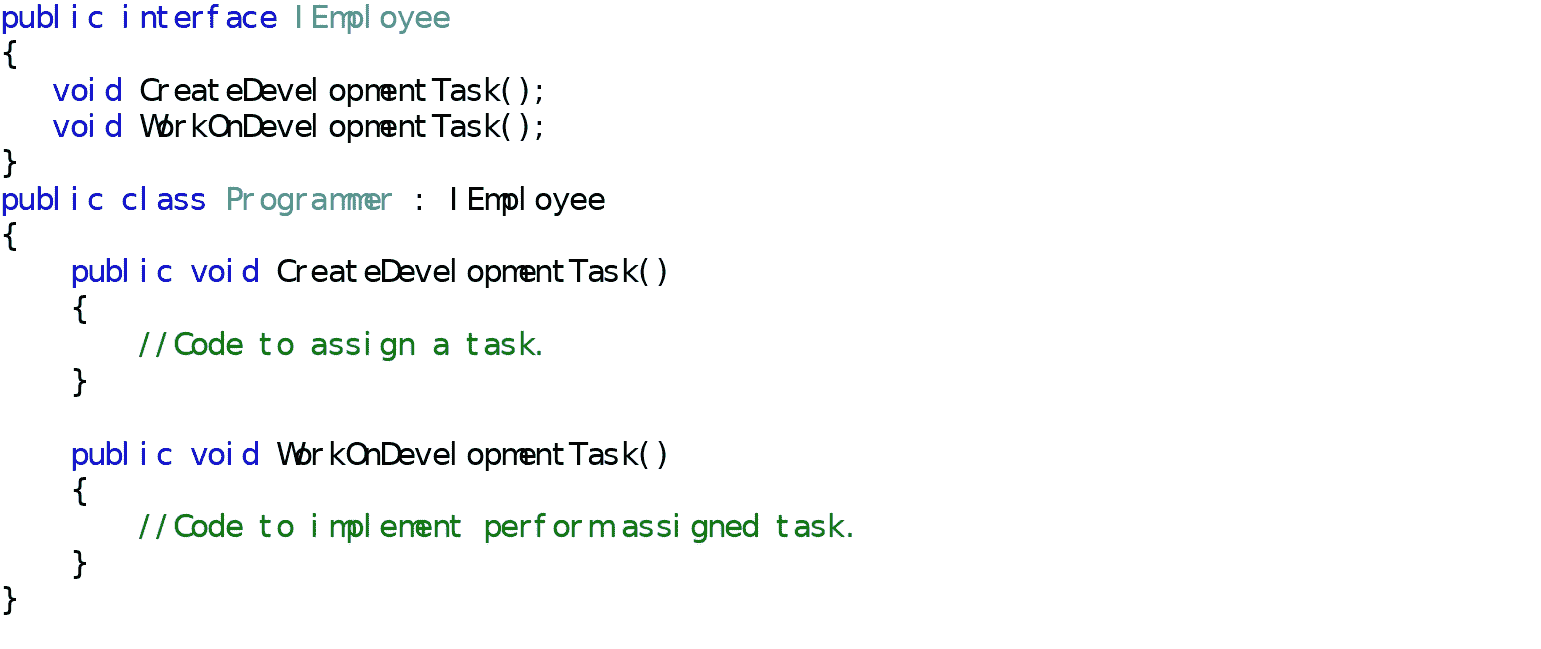 public interface IEmployee
{
   void CreateDevelopmentTask();
   void WorkOnDevelopmentTask();
}
public class Programmer : IEmployee
{
    public void CreateDevelopmentTask()
    {
        //Code to assign a task.
    }

    public void WorkOnDevelopmentTask()
    {
        //Code to implement perform assigned task.
    }
}